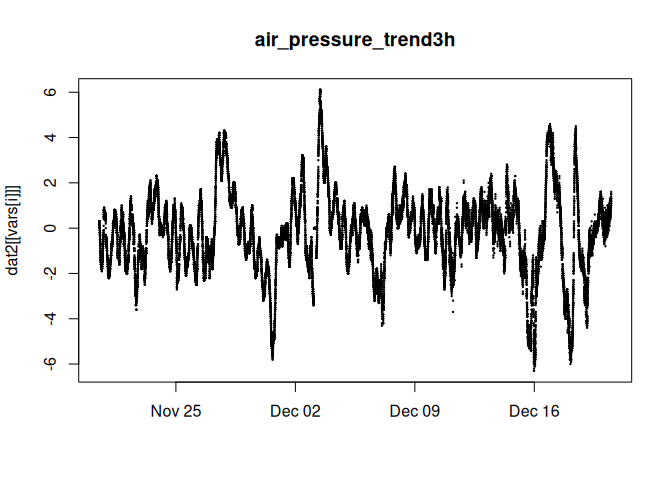 air_pressure_trend3h
dat2[[vars[i]]]
6
4
2
0
-2
-4
-6
Nov 25
Dec 02
Dec 09
Dec 16